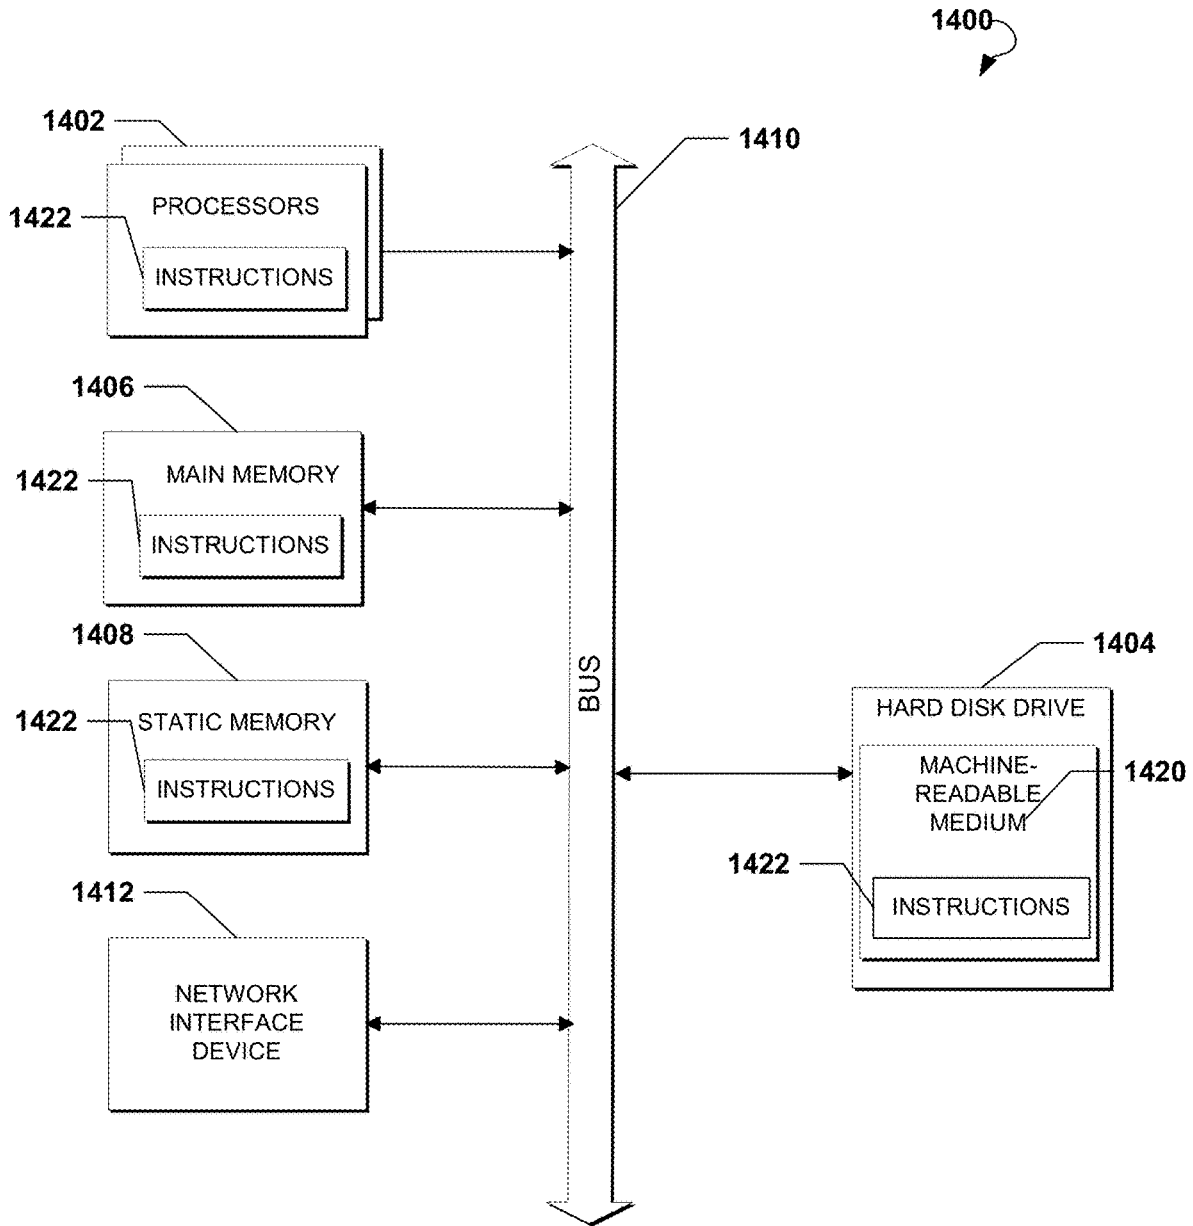 1400
1402
1410
PROCESSORS
1422
INSTRUCTIONS
1406
MAIN MEMORY
1422
INSTRUCTIONS
1408
STATIC MEMORY
1422
INSTRUCTIONS
BUS
1404
HARD DISK DRIVE
MACHINE-
READABLE
MEDIUM
1420
1422
INSTRUCTIONS
1412
NETWORK
INTERFACE
DEVICE